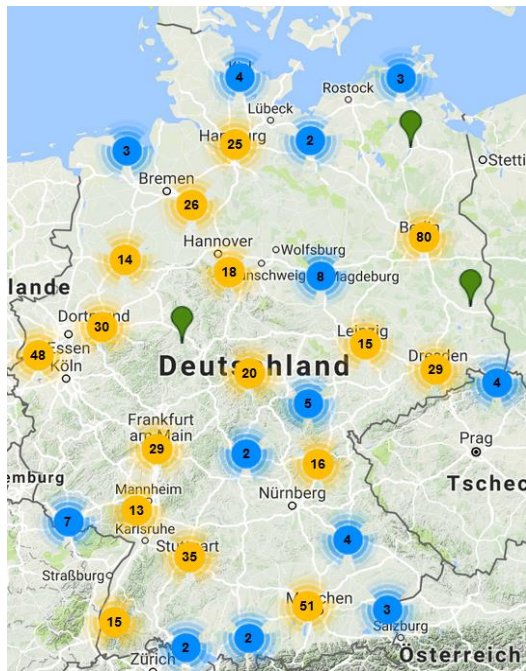 4
3
Rostock
Lübeck
Hamburg
25
2
3
Stetti
Bremen
26
Berlin
80
Hannover
Wolfsburg
14
18
8
Magdeburg
lande
Dortmund
30
Leipzig
15
48
Essen
Köln
Deutschland
20
Dresden
29
4
5
Frankfurt
am Main
29
2
16
Prag
Tschec
emburg
Mannheim
13
Nürnberg
7
Karlsruhe
Stuttgart
35
4
Straßburg
15
München
51
3
Salzburg
2
2
Zürich
Österreich